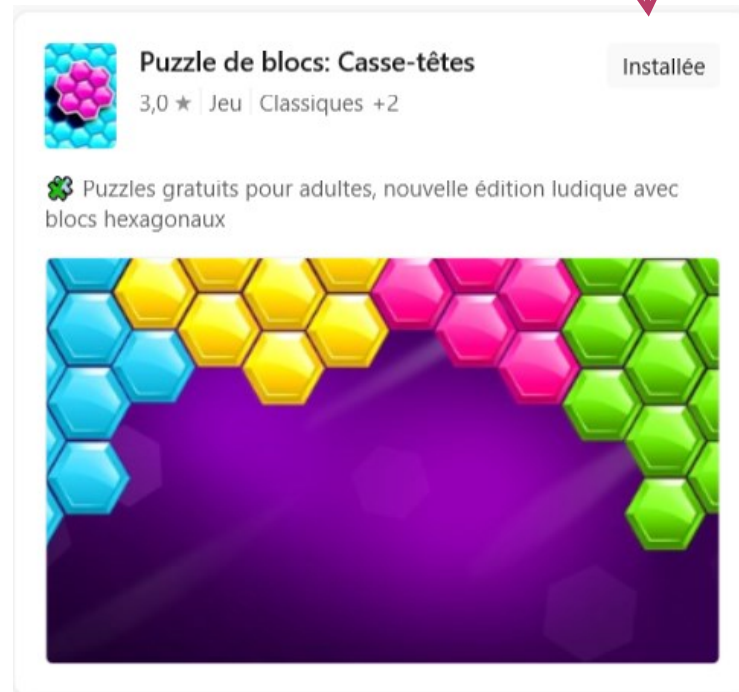 Puzzle de blocs: Casse-têtes
Installée
3,0 ★ Jeu Classiques +2
🧩 Puzzles gratuits pour adultes, nouvelle édition ludique avec
blocs hexagonaux